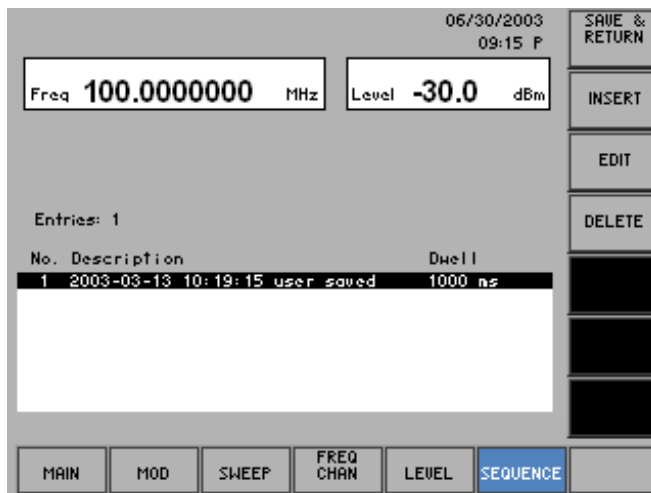 06/30/2003
09:15 P
Freq 100.0000000 MHz
Level -30.0 dBm
Entries: 1
No. Description Dwell
1 2003-03-13 10:19:15 user saved 1000 ms
SAVE &
RETURN
INSERT
EDIT
DELETE
MAIN
MOD
SWEEP
FREQ
CHAN
LEVEL
SEQUENCE